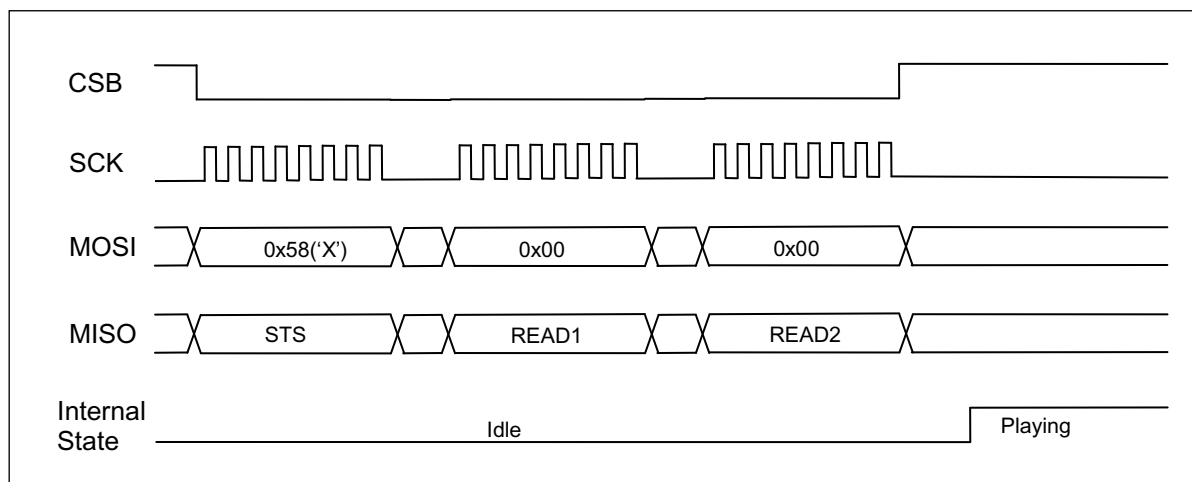 CSB
SCK
MOSI 0x58(‘X’) 0x00 0x00
MISO STS READ1 READ2
Internal
State Idle Playing